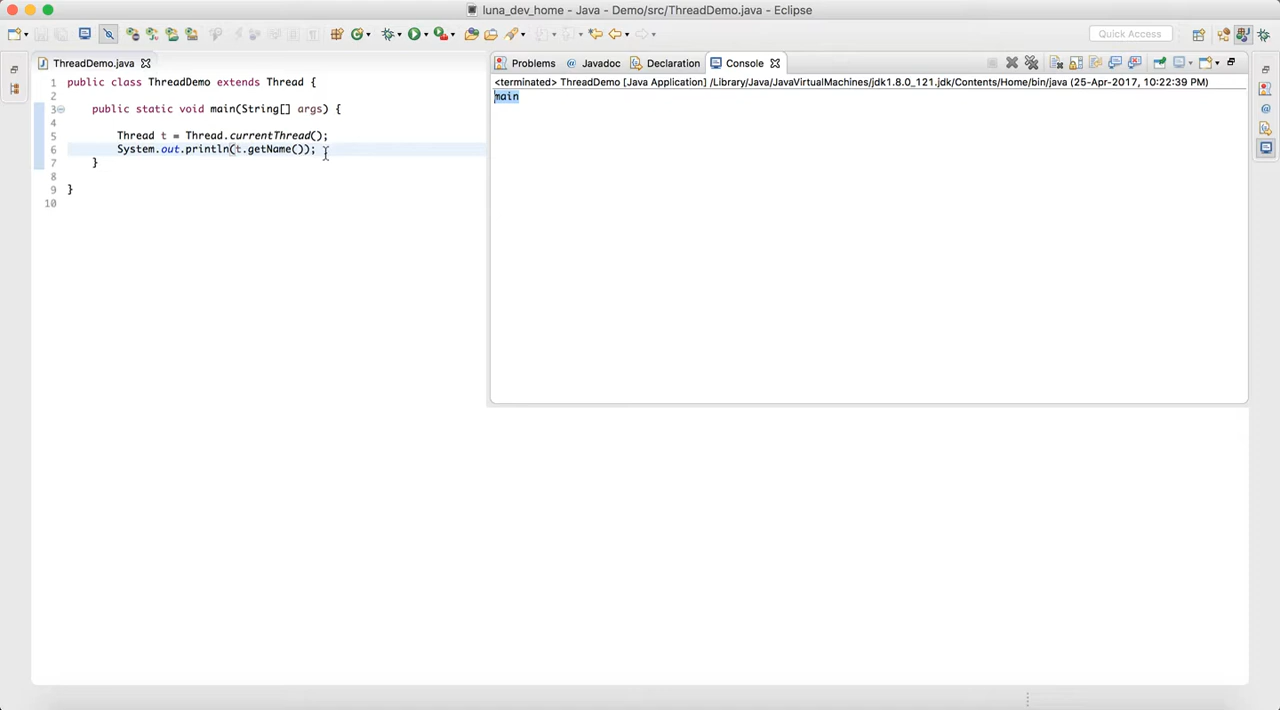 luna_dev_home - Java - Demo/src/ThreadDemo.java - Eclipse
Quick Access
ThreadDemo.java
1 public class ThreadDemo extends Thread {
2
3 public static void main(String[] args) {
4
5 Thread t = Thread.currentThread();
6 System.out.println(t.getName());
7 }
8
9 }
10
Problems @ Javadoc Declaration Console
<terminated> ThreadDemo [Java Application] /Library/Java/JavaVirtualMachines/jdk1.8.0_121.jdk/Contents/Home/bin/java (25-Apr-2017, 10:22:39 PM)
main